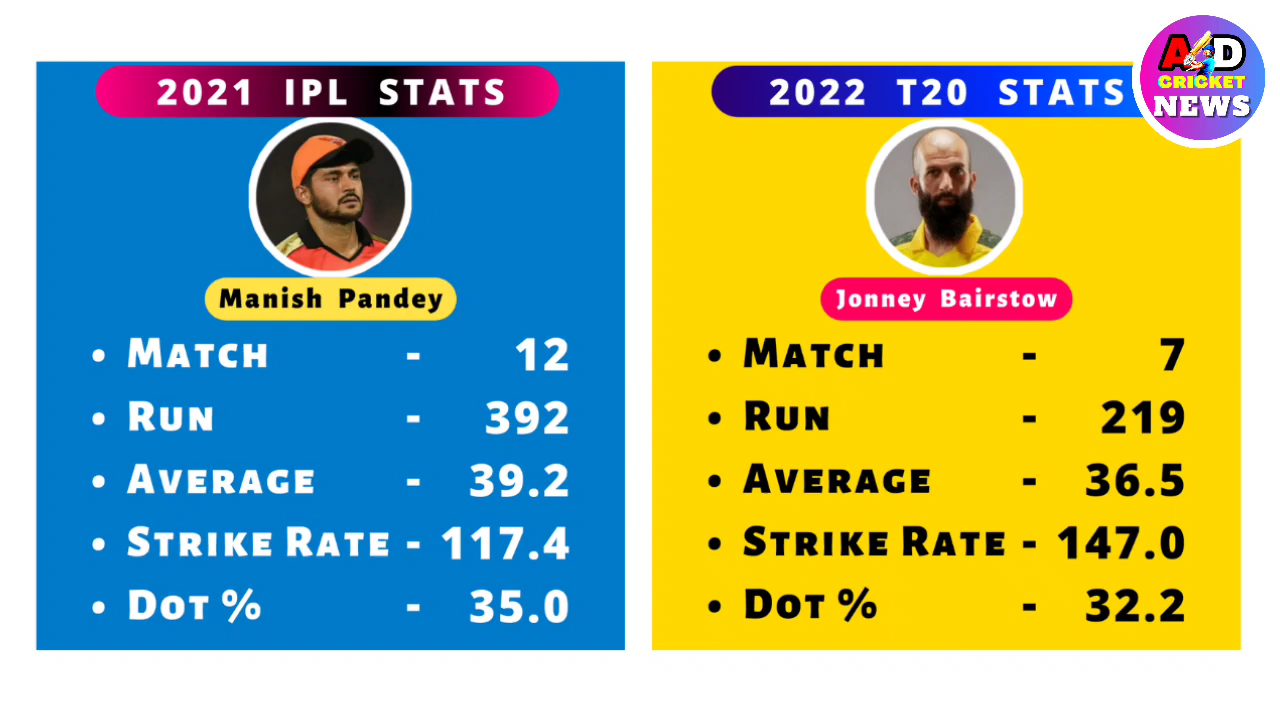 2021 IPL STATS
Manish Pandey
• Match - 12
• Run - 392
• Average - 39.2
• Strike Rate - 117.4
• Dot % - 35.0
2022 T20 STATS
Jonney Bairstow
• Match - 7
• Run - 219
• Average - 36.5
• Strike Rate - 147.0
• Dot % - 32.2
A D
CRICKET
NEWS